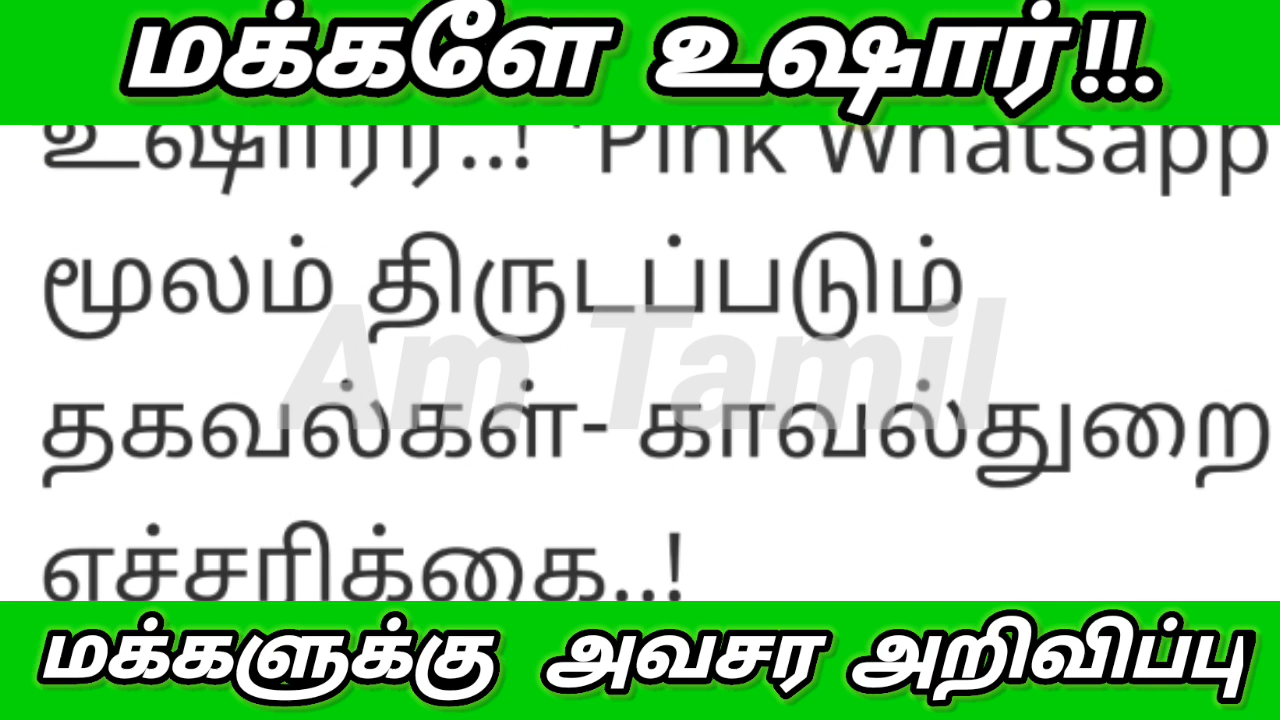 மக்களே உஷார்!!.
உஷார்ர்..! 'Pink Whatsapp
மூலம் திருடப்படும்
தகவல்கள்- காவல்துறை
எச்சரிக்கை..!
Am Tamil
மக்களுக்கு அவசர அறிவிப்பு